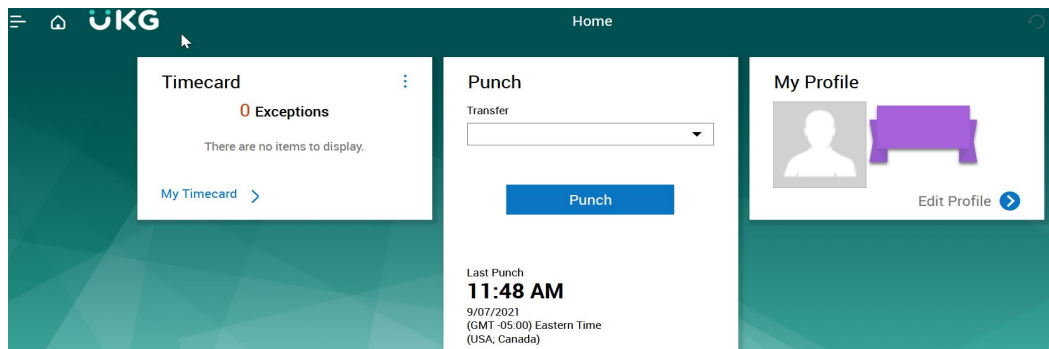 UKG
Home
Timecard
0 Exceptions
There are no items to display.
My Timecard
Punch
Transfer
Punch
Last Punch
11:48 AM
9/07/2021
(GMT -05:00) Eastern Time
(USA; Canada)
My Profile
Edit Profile